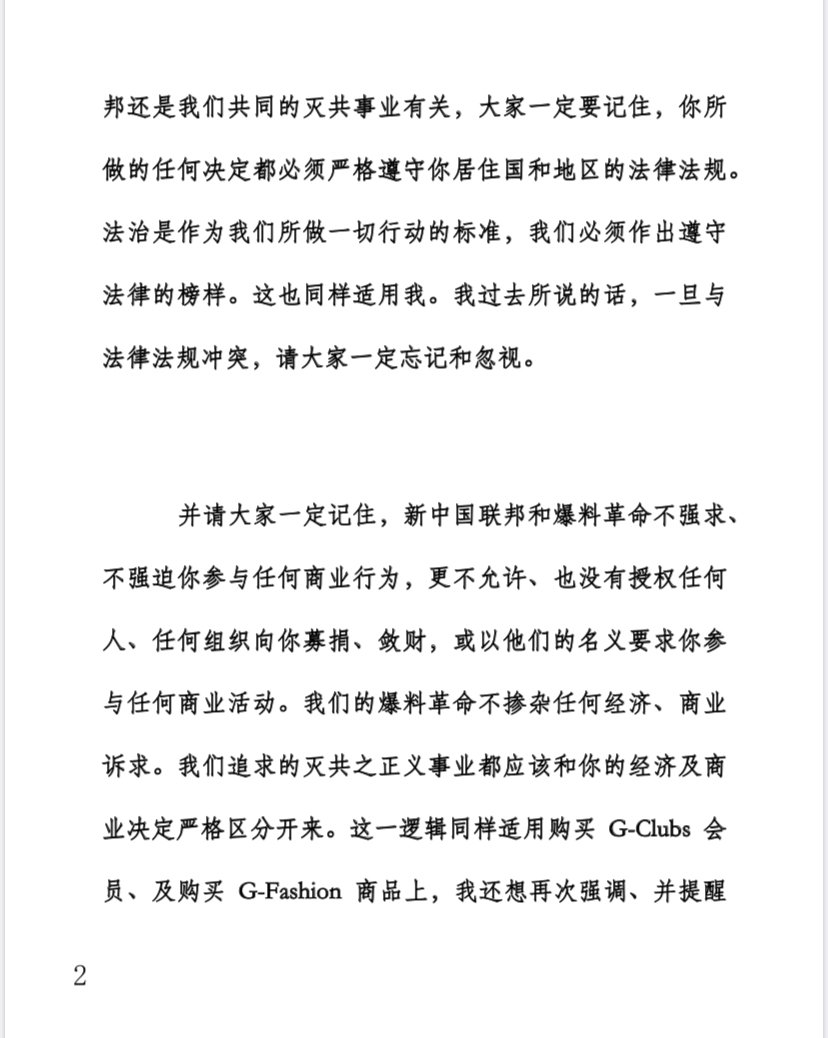 邦还是我们共同的灭共事业有关，大家一定要记住，你所
做的任何决定都必须严格遵守你居住国和地区的法律法规。
法治是作为我们所做一切行动的标准，我们必须作出遵守
法律的榜样。这也同样适用我。我过去所说的话，一旦与
法律法规冲突，请大家一定忘记和忽视。
并请大家一定记住，新中国联邦和爆料革命不强求、
不强迫你参与任何商业行为，更不允许、也没有授权任何
人、任何组织向你募捐、敛财，或以他们的名义要求你参
与任何商业活动。我们的爆料革命不掺杂任何经济、商业
诉求。我们追求的灭共之正义事业都应该和你的经济及商
业决定严格区分开来。这一逻辑同样适用购买 G-Clubs 会
员、及购买 G-Fashion 商品上，我还想再次强调、并提醒
2